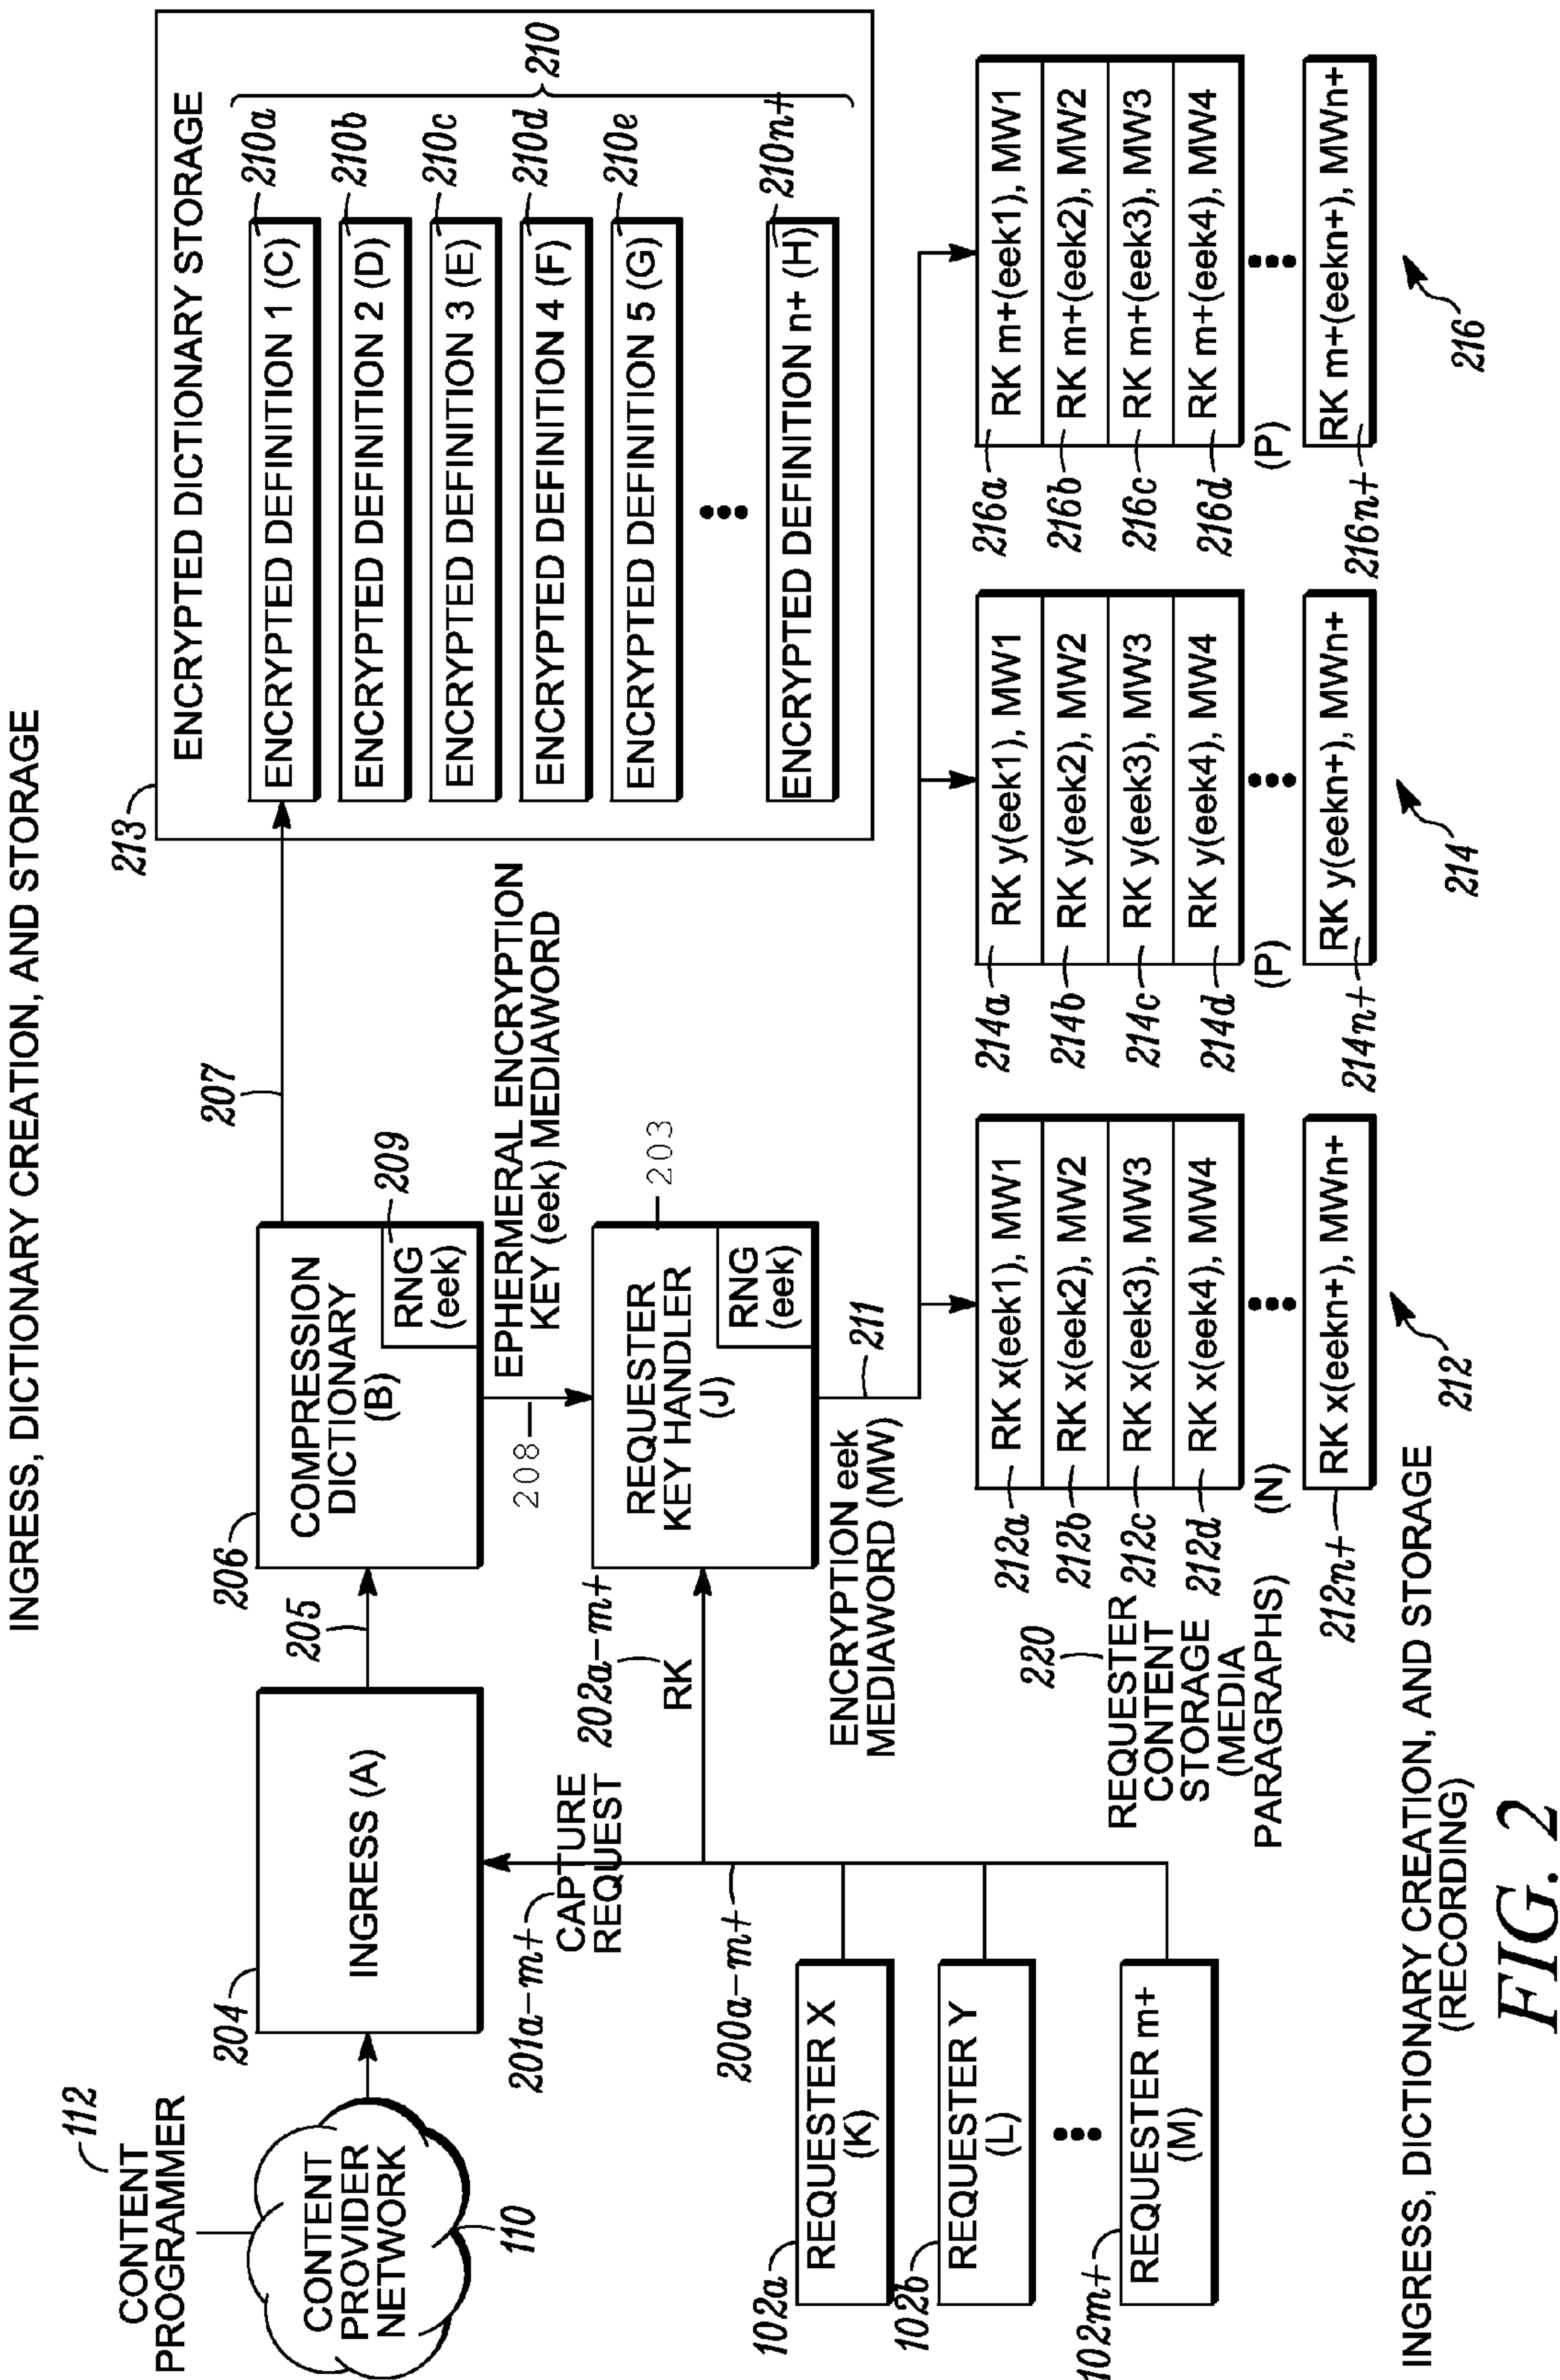 INGRESS, DICTIONARY CREATION, AND STORAGE
CONTENT
PROGRAMMER
112
CONTENT
PROVIDER
NETWORK
110
204
INGRESS (A)
205
206
COMPRESSION
DICTIONARY
(B)
RNG
(eek)
209
207
213
ENCRYPTED DICTIONARY STORAGE
ENCRYPTED DEFINITION 1 (C)
210a
ENCRYPTED DEFINITION 2 (D)
210b
ENCRYPTED DEFINITION 3 (E)
210c
ENCRYPTED DEFINITION 4 (F)
210d
ENCRYPTED DEFINITION 5 (G)
210e
ENCRYPTED DEFINITION n+ (H)
210n+
210
201a-m+
CAPTURE
REQUEST
208
EPHERMERAL ENCRYPTION
KEY (eek) MEDIAWORD
202a-m+
RK
REQUESTER
KEY HANDLER
(J)
RNG
(eek)
203
200a-m+
102a
REQUESTER X
(K)
102b
REQUESTER Y
(L)
102m+
REQUESTER m+
(M)
ENCRYPTION eek
MEDIAWORD (MW)
211
220
REQUESTER
CONTENT
STORAGE
(MEDIA
PARAGRAPHS)
212a
RK x(eek1), MW1
212b
RK x(eek2), MW2
212c
RK x(eek3), MW3
212d
RK x(eek4), MW4
(N)
212n+
RK x(eekn+), MWn+
212
214a
RK y(eek1), MW1
214b
RK y(eek2), MW2
214c
RK y(eek3), MW3
214d
RK y(eek4), MW4
(P)
214n+
RK y(eekn+), MWn+
214
216a
RK m+(eek1), MW1
216b
RK m+(eek2), MW2
216c
RK m+(eek3), MW3
216d
RK m+(eek4), MW4
(P)
216n+
RK m+(eekn+), MWn+
216
INGRESS, DICTIONARY CREATION, AND STORAGE
(RECORDING)
FIG. 2